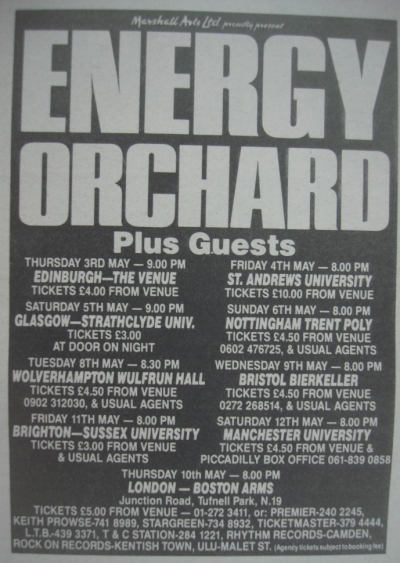 Marshall Arts Ltd proudly present
ENERGY
ORCHARD
Plus Guests
THURSDAY 3RD MAY — 9.00 PM
EDINBURGH—THE VENUE
TICKETS £4.00 FROM VENUE
FRIDAY 4TH MAY — 8.00 PM
ST. ANDREWS UNIVERSITY
TICKETS £10.00 FROM VENUE
SATURDAY 5TH MAY — 9.00 PM
GLASGOW—STRATHCLYDE UNIV.
TICKETS £3.00
AT DOOR ON NIGHT
SUNDAY 6TH MAY — 8.00 PM
NOTTINGHAM TRENT POLY
TICKETS £4.50 FROM VENUE
0602 476725, & USUAL AGENTS
TUESDAY 8TH MAY — 8.30 PM
WOLVERHAMPTON WULFRUN HALL
TICKETS £4.50 FROM VENUE
0902 312030, & USUAL AGENTS
WEDNESDAY 9TH MAY — 8.00 PM
BRISTOL BIERKELLER
TICKETS £4.50 FROM VENUE
0272 268514, & USUAL AGENTS
FRIDAY 11TH MAY — 8.00 PM
BRIGHTON—SUSSEX UNIVERSITY
TICKETS £3.00 FROM VENUE
& USUAL AGENTS
SATURDAY 12TH MAY — 8.00 PM
MANCHESTER UNIVERSITY
TICKETS £4.50 FROM VENUE &
PICCADILLY BOX OFFICE 061-839 0858
THURSDAY 10th MAY — 8.00 PM
LONDON — BOSTON ARMS
Junction Road, Tufnell Park, N.19
TICKETS £5.00 FROM VENUE — 01-272 3411, or: PREMIER-240 2245,
KEITH PROWSE-741 8989, STARGREEN-734 8932, TICKETMASTER-379 4444,
L.T.B.-439 3371, T & C STATION-284 1221, RHYTHM RECORDS-CAMDEN,
ROCK ON RECORDS-KENTISH TOWN, ULU-MALET ST. (Agency tickets subject to booking fee)